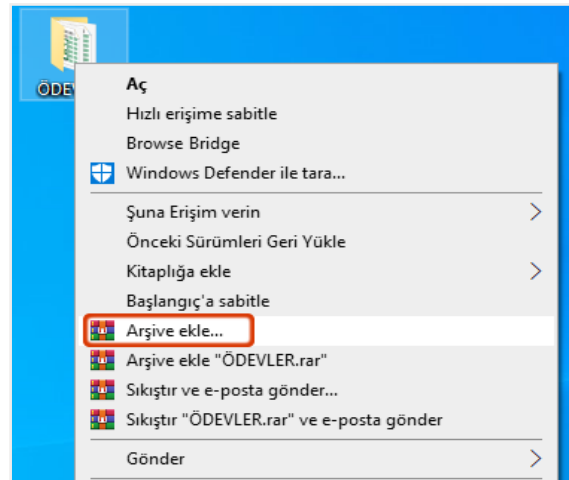 Aç
Hızlı erişime sabitle
Browse Bridge
Windows Defender ile tara...
Şuna Erişim verin
Önceki Sürümleri Geri Yükle
Kitaplığa ekle
Başlangıç'a sabitle
Arşive ekle...
Arşive ekle "ÖDEVLER.rar"
Sıkıştır ve e-posta gönder...
Sıkıştır "ÖDEVLER.rar" ve e-posta gönder
Gönder